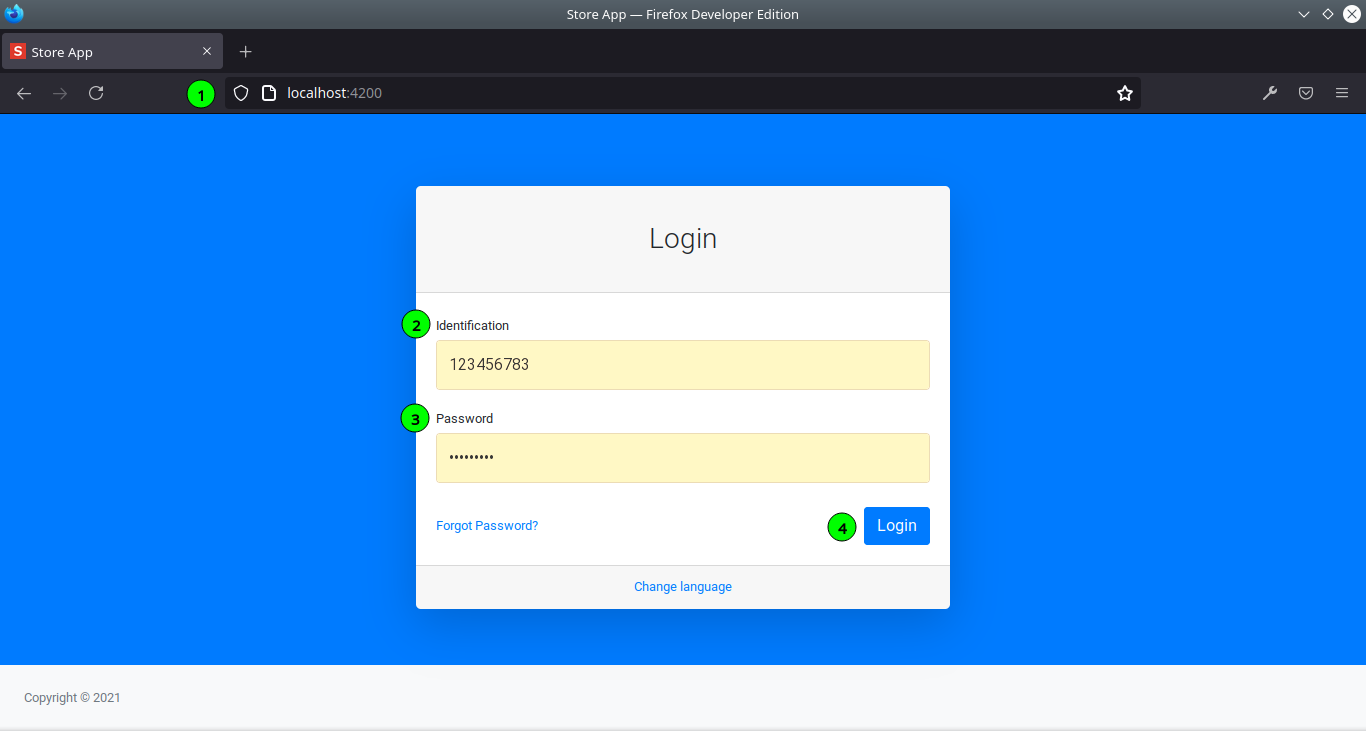 Store App — Firefox Developer Edition
S Store App
1 localhost:4200
Login
2 Identification
123456783
3 Password
•••••••••
Forgot Password? 4 Login
Change language
Copyright © 2021